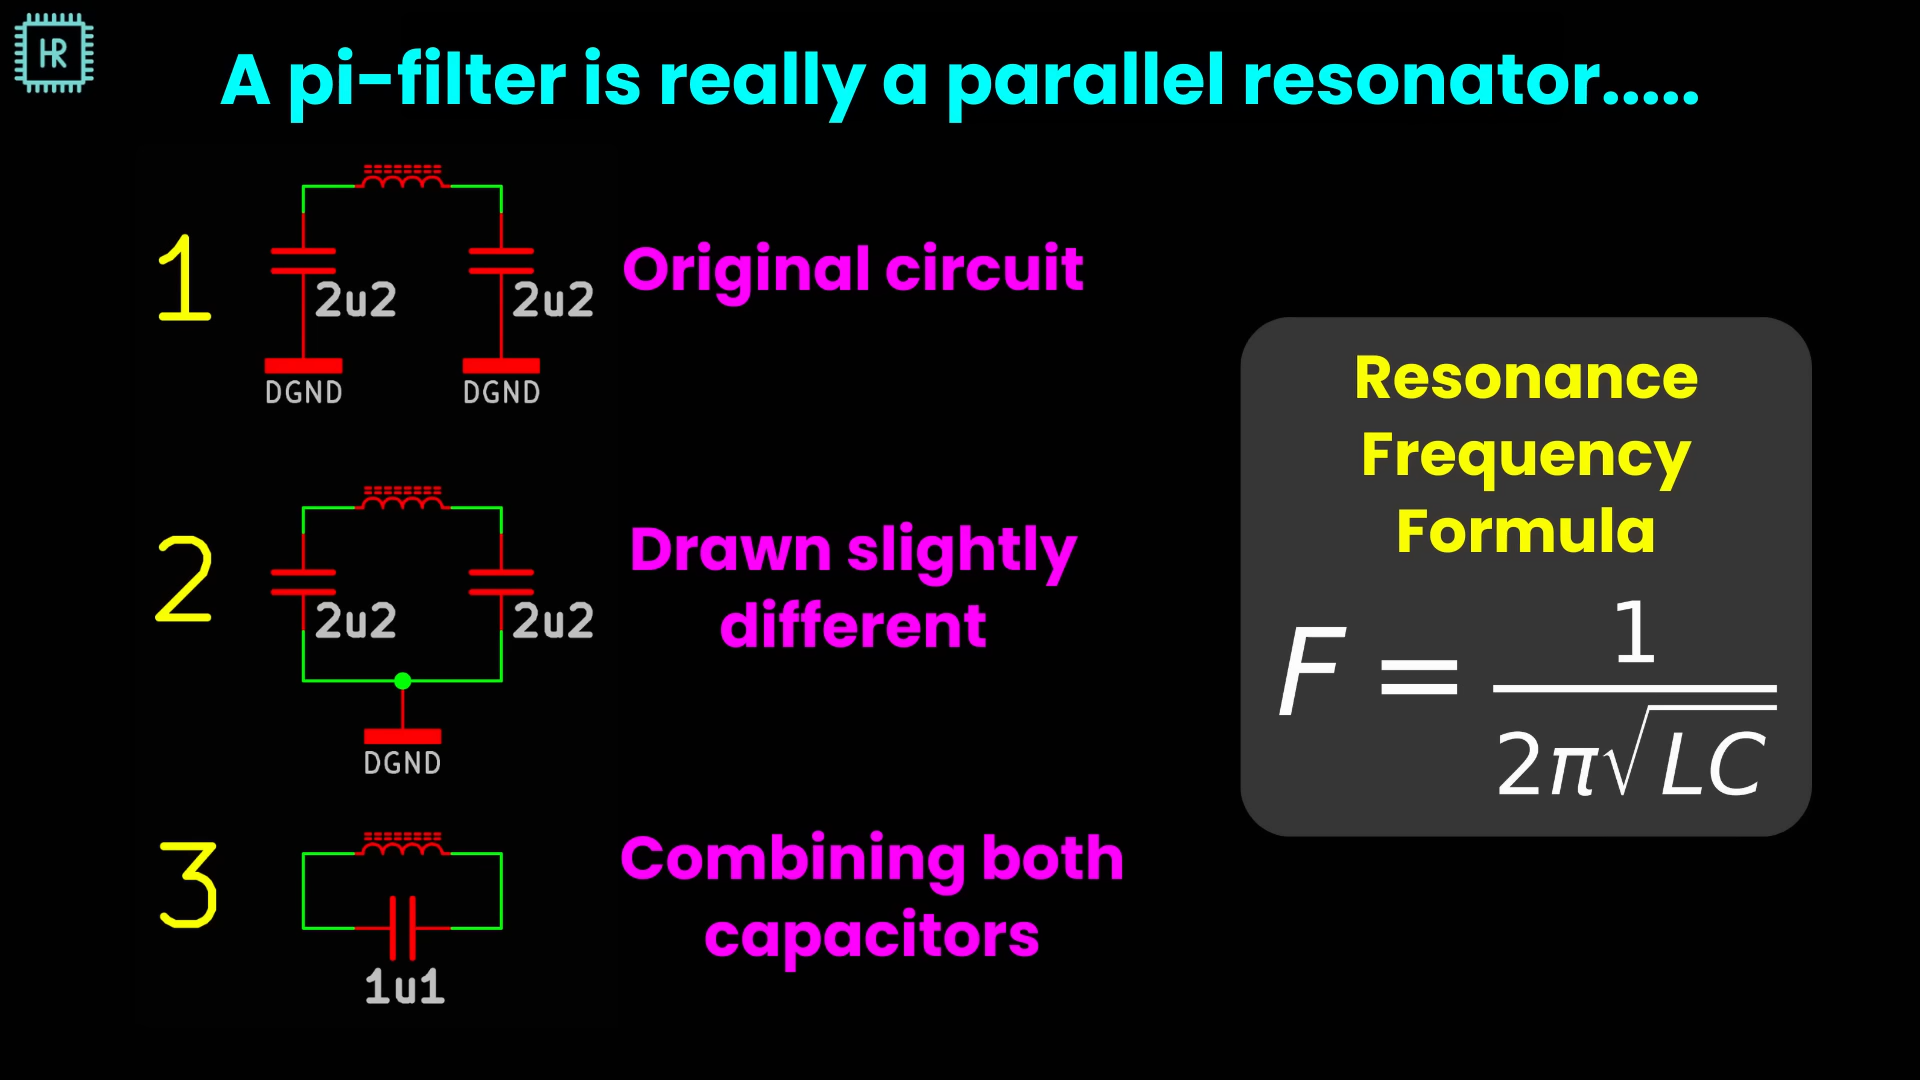 HR
A pi-filter is really a parallel resonator.....
1
2u2
2u2
DGND
DGND
Original circuit
2
2u2
2u2
DGND
Drawn slightly
different
3
1u1
Combining both
capacitors
Resonance
Frequency
Formula
F = 1 / 2π√LC